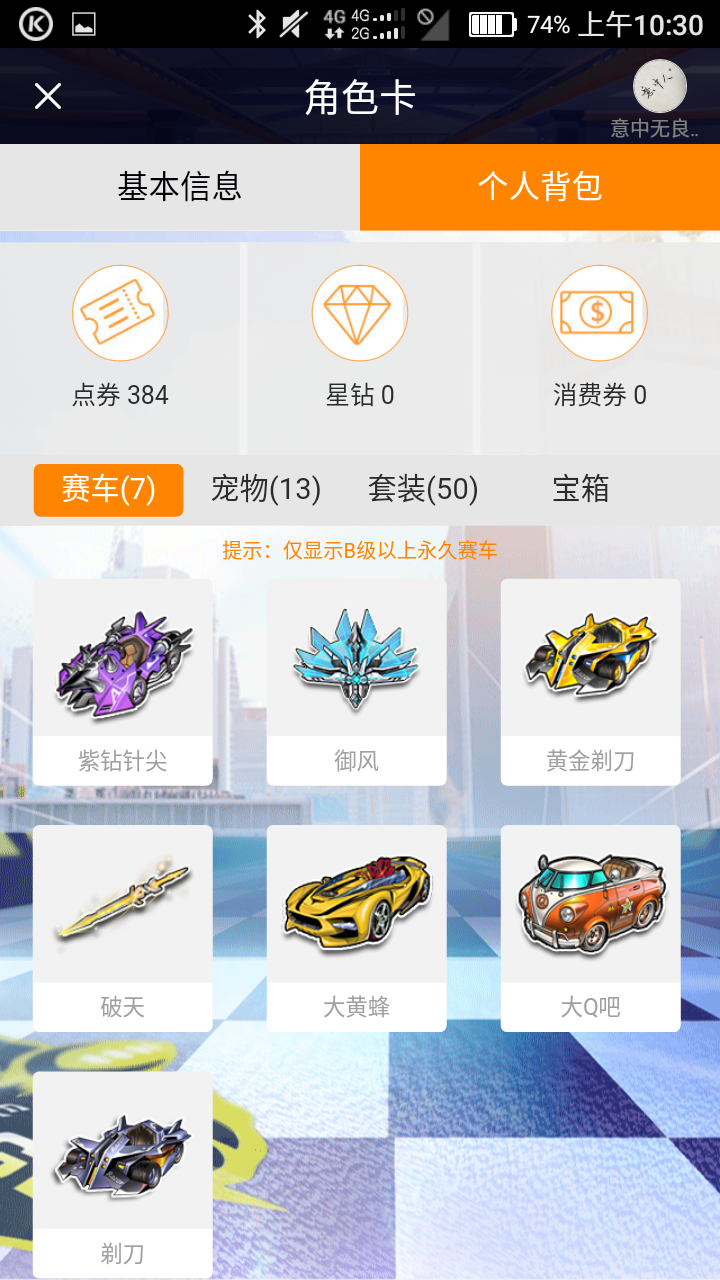 4G 4G 2G 74% 上午10:30
角色卡
意中无良..
基本信息 个人背包
点券 384 星钻 0 消费券 0
赛车(7) 宠物(13) 套装(50) 宝箱
提示：仅显示B级以上永久赛车
紫钻针尖 御风 黄金剃刀
破天 大黄蜂 大Q吧
剃刀